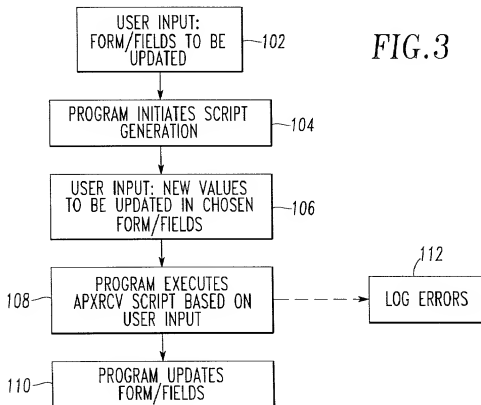 USER INPUT:
FORM/FIELDS TO BE
UPDATED
102
FIG.3
PROGRAM INITIATES SCRIPT
GENERATION
104
USER INPUT: NEW VALUES
TO BE UPDATED IN CHOSEN
FORM/FIELDS
106
108
PROGRAM EXECUTES
APXRCV SCRIPT BASED ON
USER INPUT
112
LOG ERRORS
110
PROGRAM UPDATES
FORM/FIELDS